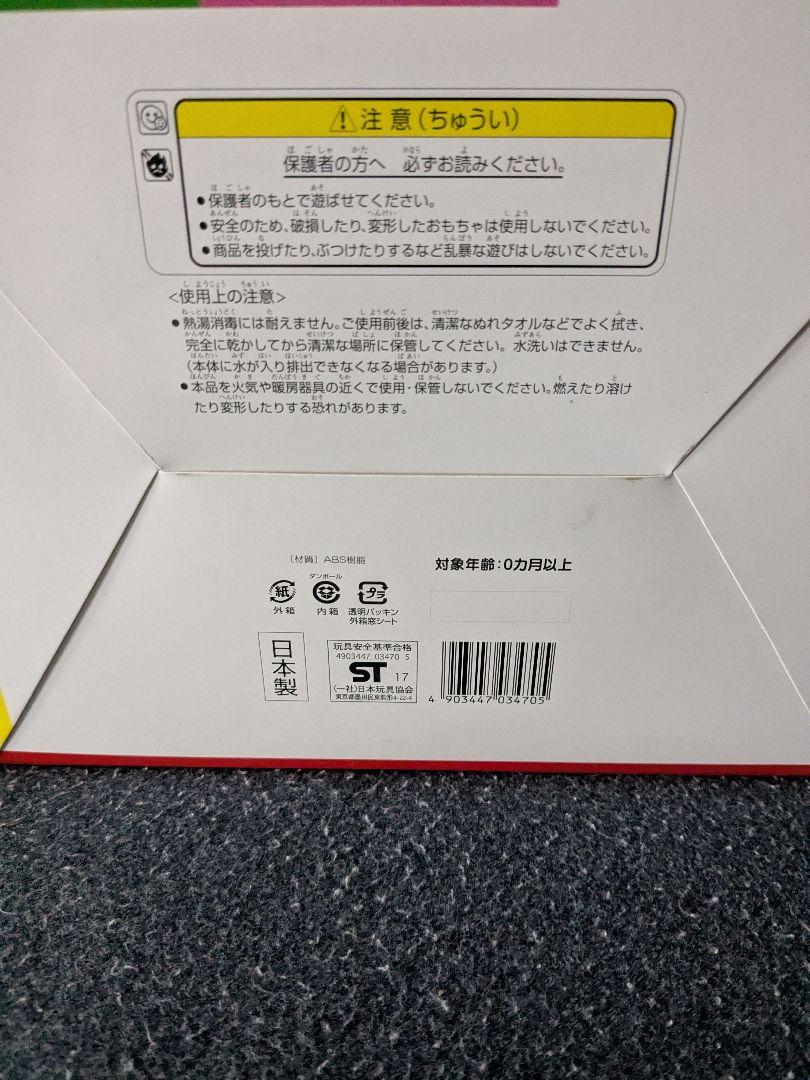 注意(ちゅうい)
保護者の方へ 必ずお読みください。
●保護者のもとで遊ばせてください。
●安全のため、破損したり、変形したおもちゃは使用しないでください。
●商品を投げたり、ぶつけたりするなど乱暴な遊びはしないでください。
<使用上の注意>
●熱湯消毒には耐えません。ご使用前後は、清潔なぬれタオルなどでよく拭き、
完全に乾かしてから清潔な場所に保管してください。水洗いはできません。
(本体に水が入り排出できなくなる場合があります。)
●本品を火気や暖房器具の近くで使用・保管しないでください。燃えたり溶け
たり変形したりする恐れがあります。
〔材質〕ABS樹脂
対象年齢:0カ月以上
紙
外箱
ダンボール
内箱
プラ
透明パッキン
外箱窓シート
日本製
玩具安全基準合格
4903447 03470 5
ST 17
(一社)日本玩具協会
東京都墨田区東駒形4-22-4
4 903447 034705